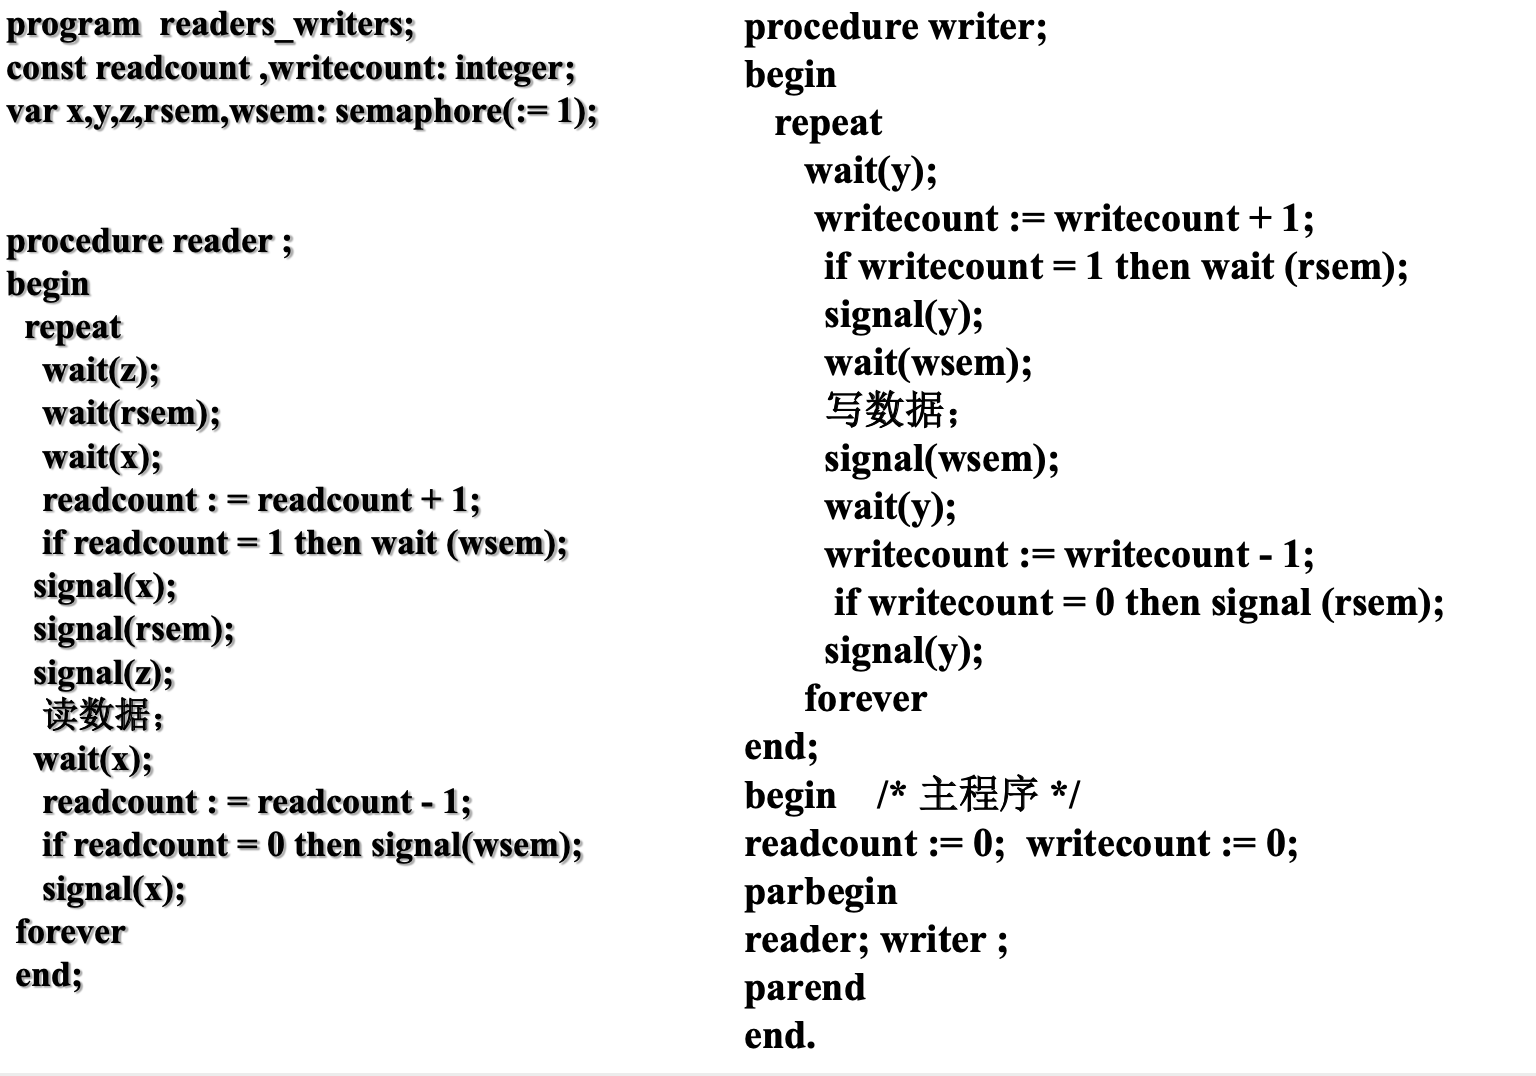 program readers_writers;
const readcount ,writecount: integer;
var x,y,z,rsem,wsem: semaphore(:= 1);
procedure reader ;
begin
repeat
wait(z);
wait(rsem);
wait(x);
readcount : = readcount + 1;
if readcount = 1 then wait (wsem);
signal(x);
signal(rsem);
signal(z);
读数据；
wait(x);
readcount : = readcount - 1;
if readcount = 0 then signal(wsem);
signal(x);
forever
end;
procedure writer;
begin
repeat
wait(y);
writecount := writecount + 1;
if writecount = 1 then wait (rsem);
signal(y);
wait(wsem);
写数据；
signal(wsem);
wait(y);
writecount := writecount - 1;
if writecount = 0 then signal (rsem);
signal(y);
forever
end;
begin /* 主程序 */
readcount := 0; writecount := 0;
parbegin
reader; writer ;
parend
end.